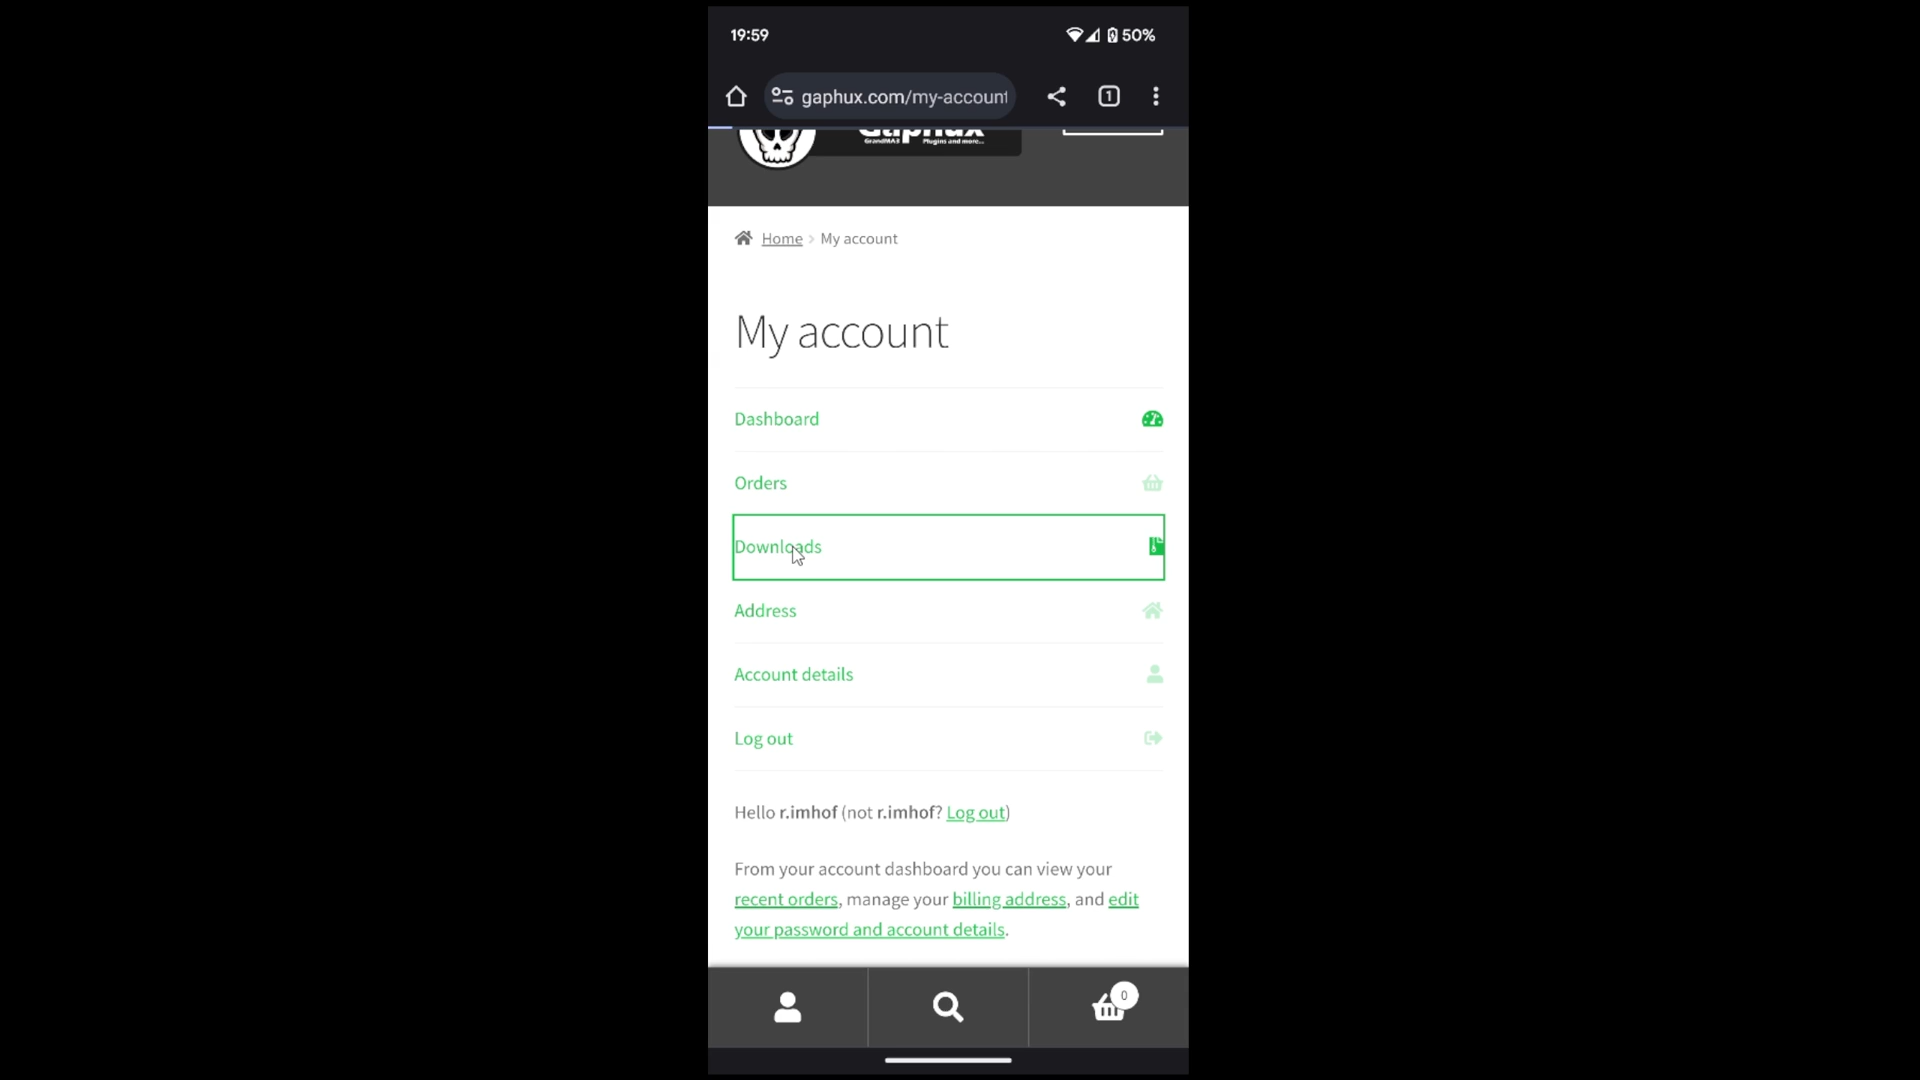 19:59
50%
gaphux.com/my-account
1
Gaphux
GrandMA3 Plugins and more...
Home > My account
My account
Dashboard
Orders
Downloads
Address
Account details
Log out
Hello r.imhof (not r.imhof? Log out)
From your account dashboard you can view your
recent orders, manage your billing address, and edit
your password and account details.
0